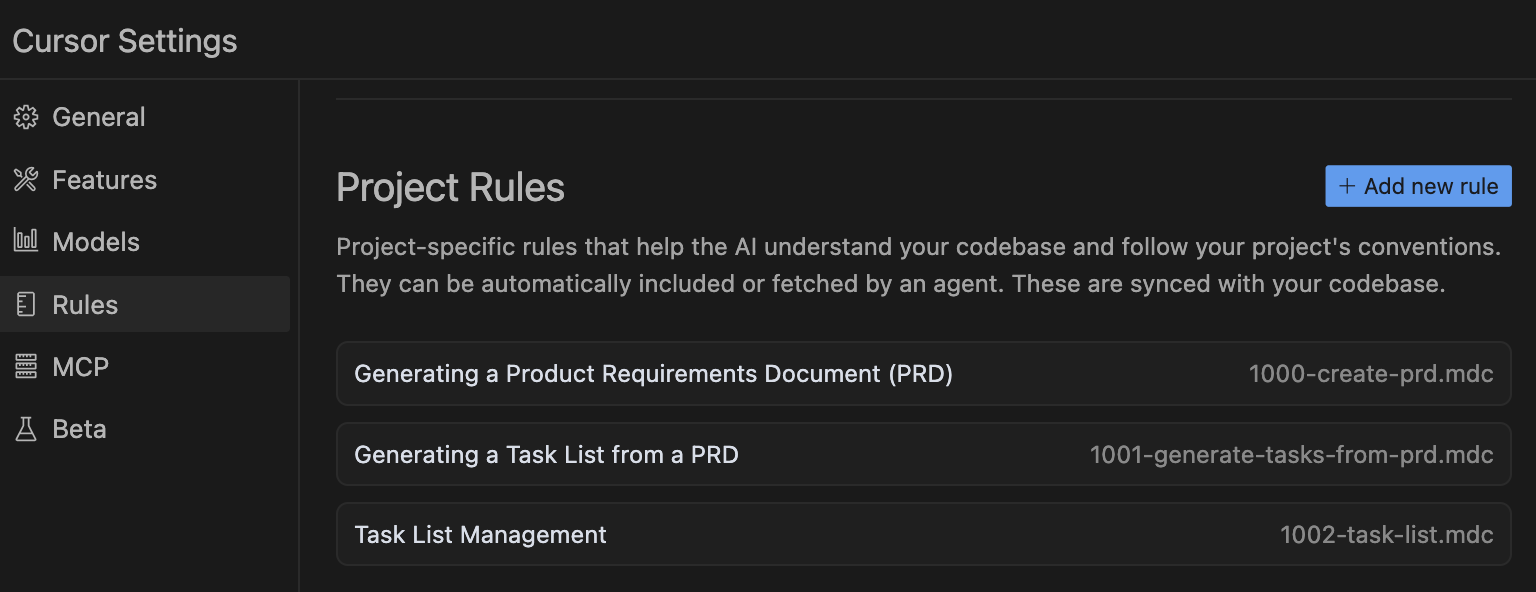 Cursor Settings
General
Features
Models
Rules
MCP
Beta
Project Rules
+ Add new rule
Project-specific rules that help the AI understand your codebase and follow your project's conventions.
They can be automatically included or fetched by an agent. These are synced with your codebase.
Generating a Product Requirements Document (PRD) 1000-create-prd.mdc
Generating a Task List from a PRD 1001-generate-tasks-from-prd.mdc
Task List Management 1002-task-list.mdc